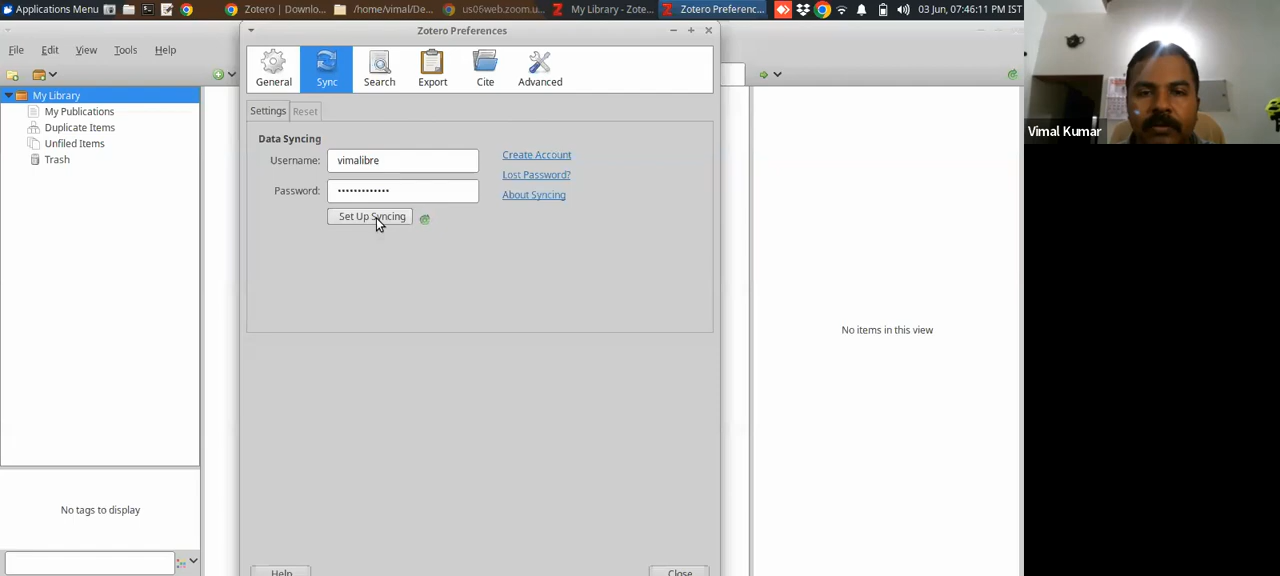 Applications Menu
Zotero | Downlo...
/home/vimal/De...
us06web.zoom.u...
My Library - Zote...
Zotero Preferenc...
03 Jun, 07:46:11 PM IST
Zotero Preferences
File Edit View Tools Help
General Sync Search Export Cite Advanced
My Library
My Publications
Duplicate Items
Unfiled Items
Trash
Settings Reset
Data Syncing
Username: vimalibre
Create Account
Password: •••••••••••••
Lost Password?
About Syncing
Set Up Syncing
No items in this view
No tags to display
Help Close
Vimal Kumar